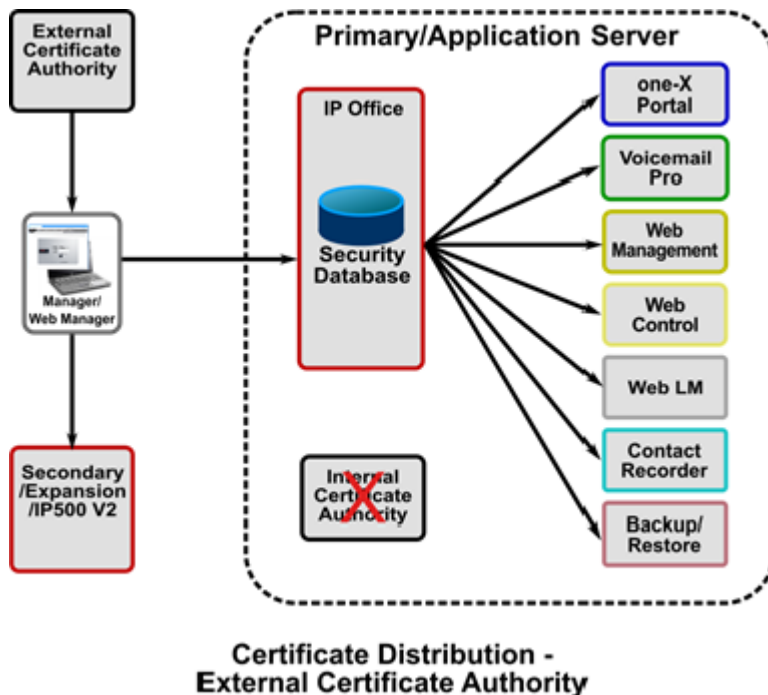 External
Certificate
Authority
Primary/Application Server
IP Office
Security
Database
one-X
Portal
Voicemail
Pro
Web
Management
Web
Control
Web LM
Contact
Recorder
Backup/
Restore
Manager/
Web Manager
Secondary
/Expansion
/IP500 V2
Internal
Certificate
Authority
Certificate Distribution -
External Certificate Authority